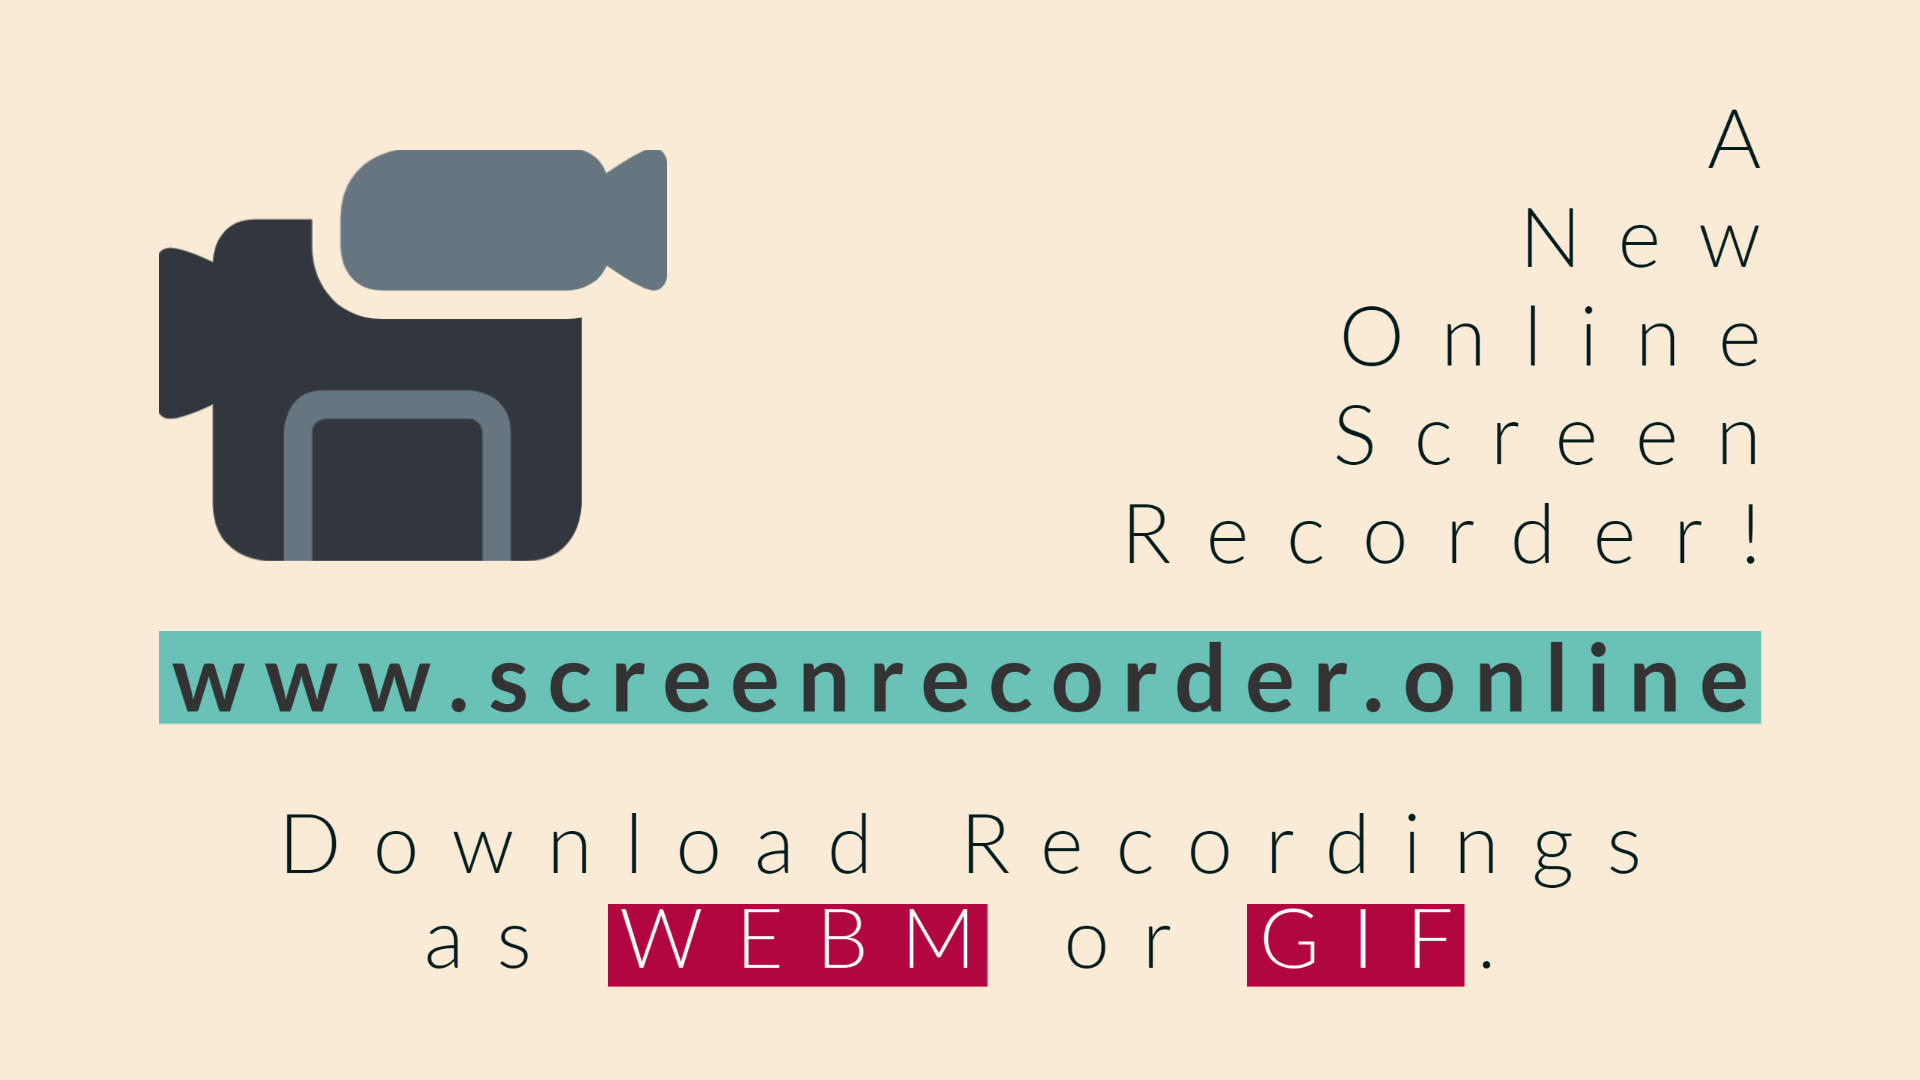 A
New
Online
Screen
Recorder!
www.screenrecorder.online
Download Recordings
as WEBM or GIF.